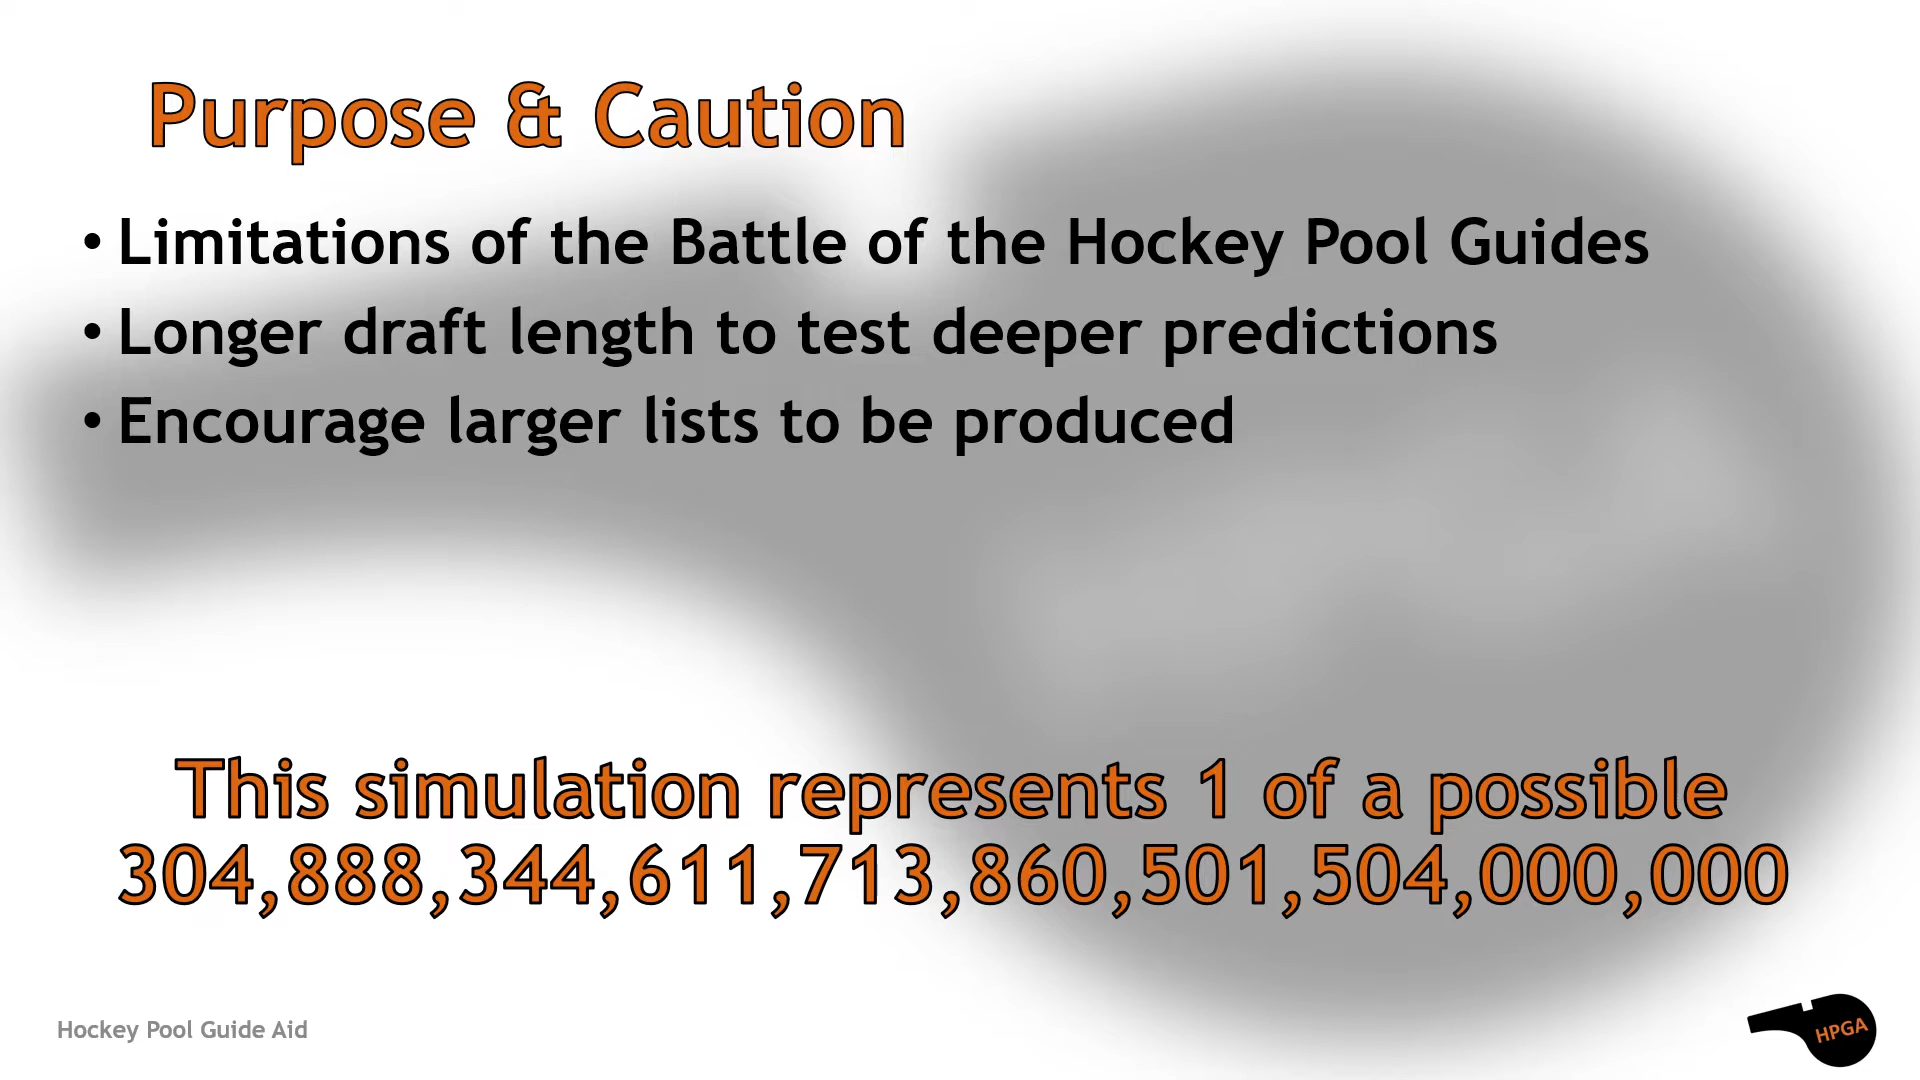 Purpose & Caution
• Limitations of the Battle of the Hockey Pool Guides
• Longer draft length to test deeper predictions
• Encourage larger lists to be produced
This simulation represents 1 of a possible
304,888,344,611,713,860,501,504,000,000
Hockey Pool Guide Aid
HPGA